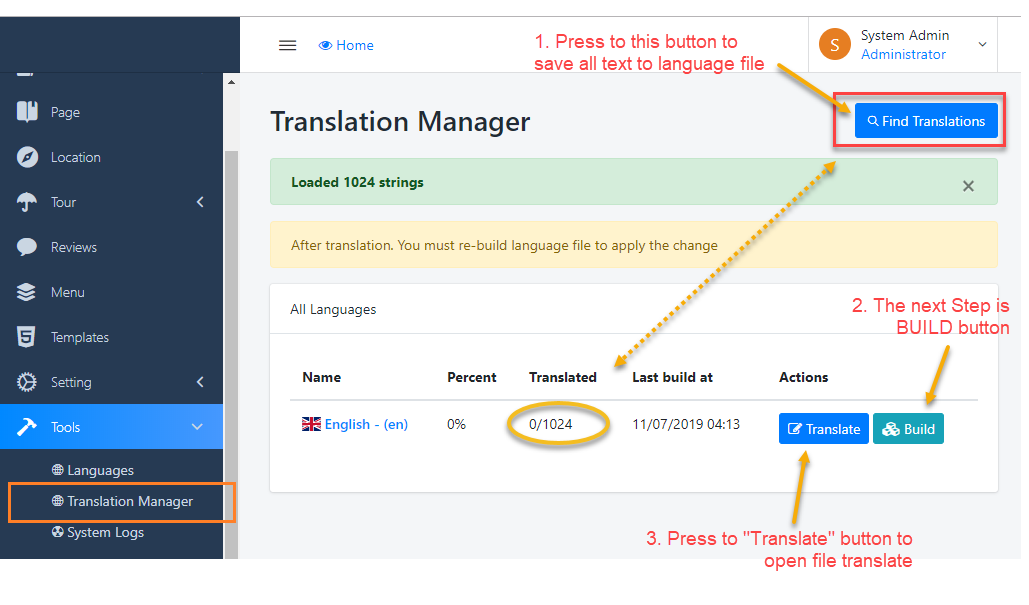 Home
1. Press to this button to
save all text to language file
S
System Admin
Administrator
Page
Location
Tour
Reviews
Menu
Templates
Setting
Tools
Languages
Translation Manager
System Logs
Translation Manager
Find Translations
Loaded 1024 strings
×
After translation. You must re-build language file to apply the change
All Languages
2. The next Step is
BUILD button
Name Percent Translated Last build at Actions
English - (en) 0% 0/1024 11/07/2019 04:13 Translate Build
3. Press to "Translate" button to
open file translate